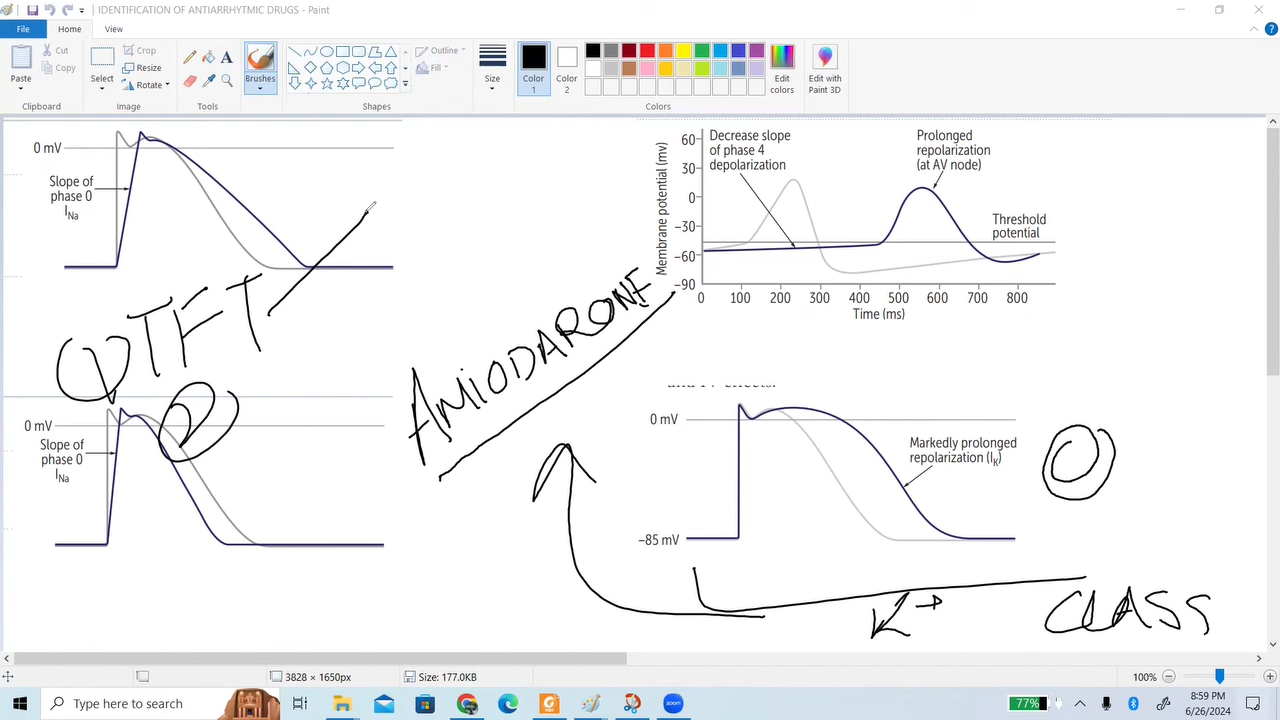 IDENTIFICATION OF ANTIARRHYTMIC DRUGS - Paint
File Home View
Paste
Cut
Copy
Clipboard
Select
Crop
Resize
Rotate
Image
Tools
Brushes
Outline
Fill
Shapes
Size
Color 1
Color 2
Edit colors
Colors
Edit with Paint 3D
0 mV
Slope of
phase 0
INa
60
30
0
−30
−60
−90
Membrane potential (mv)
Decrease slope
of phase 4
depolarization
Prolonged
repolarization
(at AV node)
Threshold
potential
0 100 200 300 400 500 600 700 800
Time (ms)
AMIODARONE
0 mV
Slope of
phase 0
INa
0 mV
Markedly prolonged
repolarization (IK)
−85 mV
K+
CLASS
3828 × 1650px
Size: 177.0KB
100%
Type here to search
zoom
77%
8:59 PM
6/26/2024